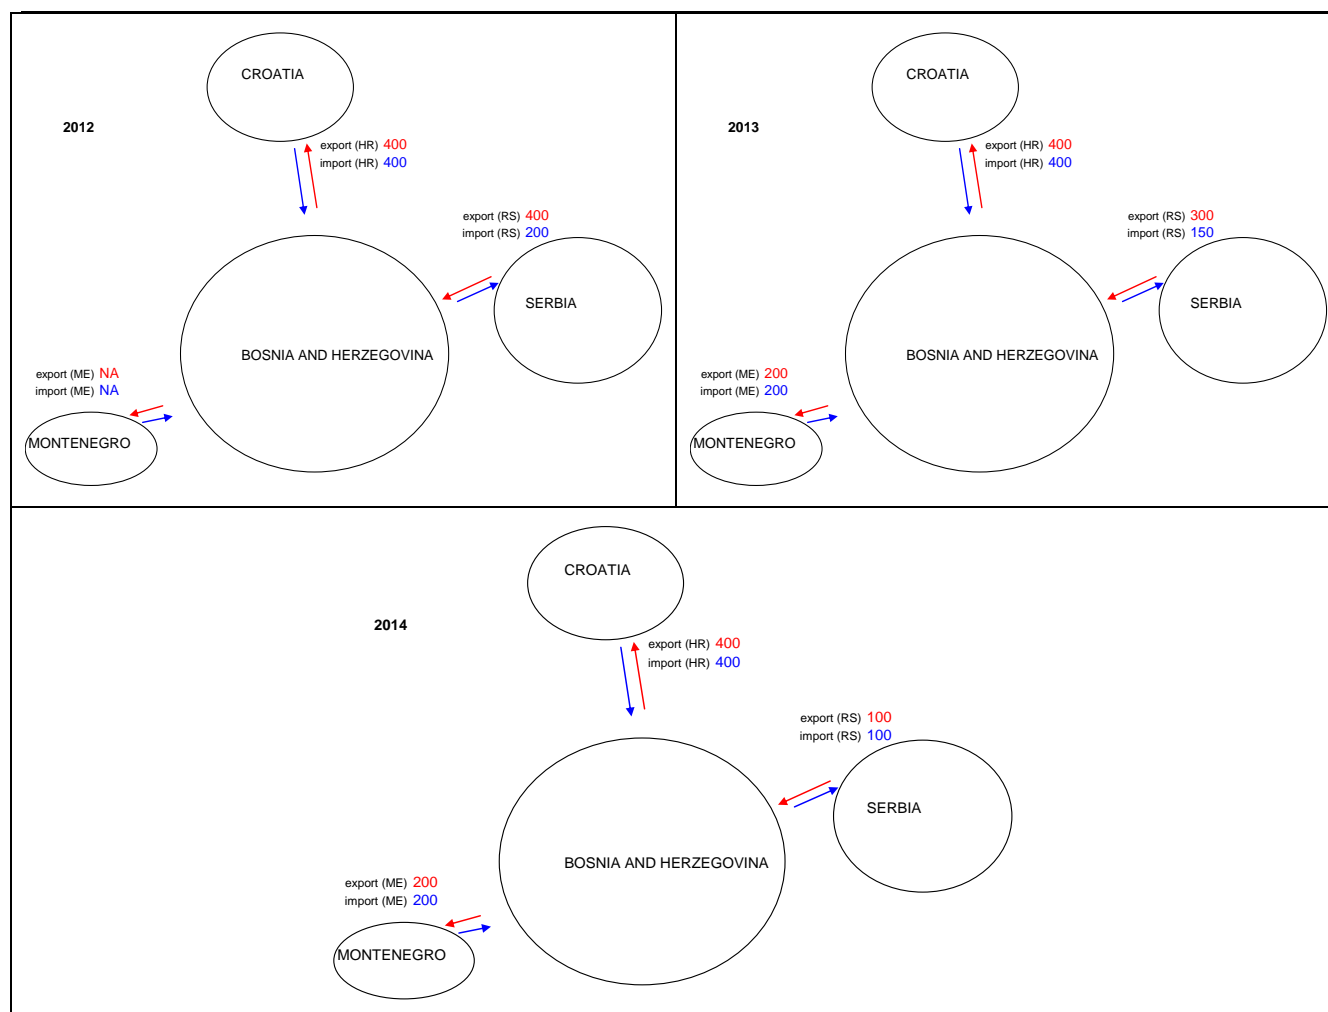 CROATIA
2012
export (HR) 400
import (HR) 400
export (RS) 400
import (RS) 200
SERBIA
BOSNIA AND HERZEGOVINA
export (ME) NA
import (ME) NA
MONTENEGRO
CROATIA
2013
export (HR) 400
import (HR) 400
export (RS) 300
import (RS) 150
SERBIA
BOSNIA AND HERZEGOVINA
export (ME) 200
import (ME) 200
MONTENEGRO
CROATIA
2014
export (HR) 400
import (HR) 400
export (RS) 100
import (RS) 100
SERBIA
BOSNIA AND HERZEGOVINA
export (ME) 200
import (ME) 200
MONTENEGRO